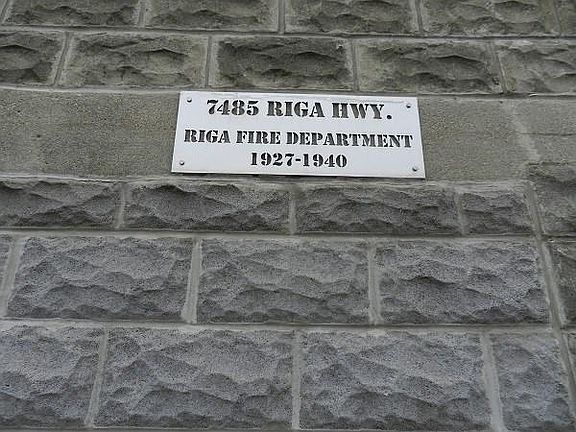 7485 RIGA HWY.
RIGA FIRE DEPARTMENT
1927-1940